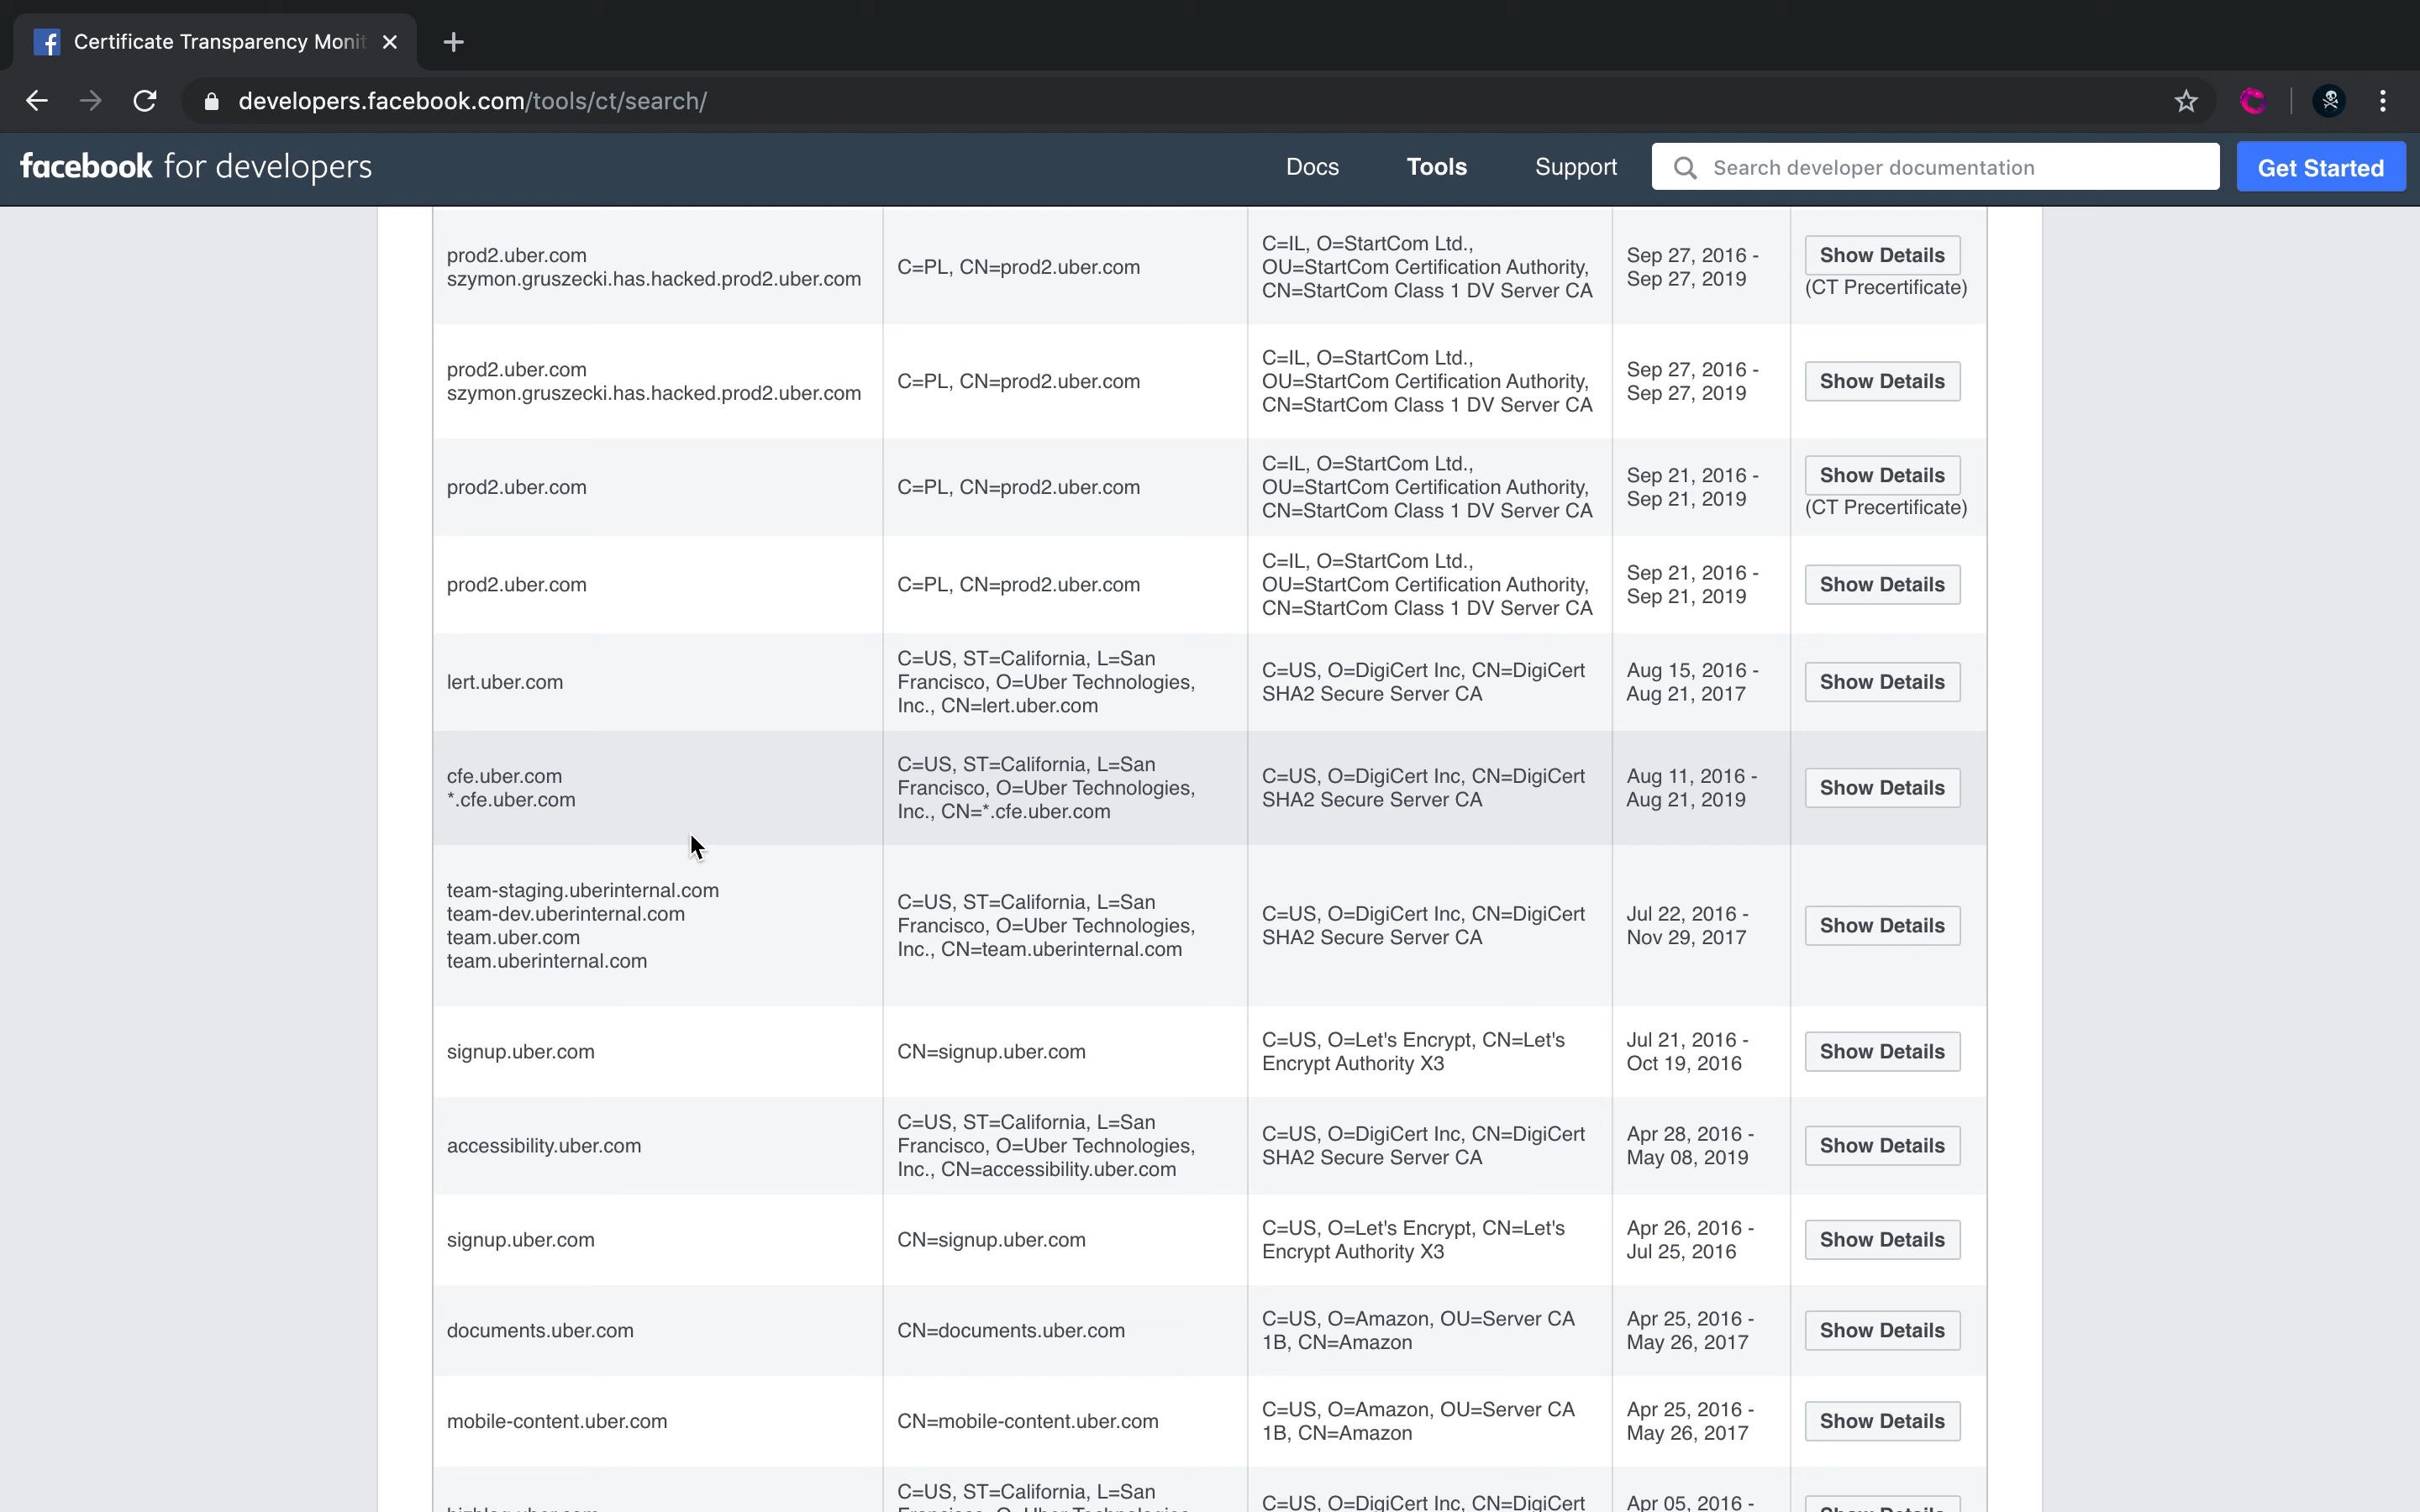 Certificate Transparency Monit
developers.facebook.com/tools/ct/search/
facebook for developers
Docs
Tools
Support
Search developer documentation
Get Started
prod2.uber.com
szymon.gruszecki.has.hacked.prod2.uber.com
C=PL, CN=prod2.uber.com
C=IL, O=StartCom Ltd.,
OU=StartCom Certification Authority,
CN=StartCom Class 1 DV Server CA
Sep 27, 2016 -
Sep 27, 2019
Show Details
(CT Precertificate)
prod2.uber.com
szymon.gruszecki.has.hacked.prod2.uber.com
C=PL, CN=prod2.uber.com
C=IL, O=StartCom Ltd.,
OU=StartCom Certification Authority,
CN=StartCom Class 1 DV Server CA
Sep 27, 2016 -
Sep 27, 2019
Show Details
prod2.uber.com
C=PL, CN=prod2.uber.com
C=IL, O=StartCom Ltd.,
OU=StartCom Certification Authority,
CN=StartCom Class 1 DV Server CA
Sep 21, 2016 -
Sep 21, 2019
Show Details
(CT Precertificate)
prod2.uber.com
C=PL, CN=prod2.uber.com
C=IL, O=StartCom Ltd.,
OU=StartCom Certification Authority,
CN=StartCom Class 1 DV Server CA
Sep 21, 2016 -
Sep 21, 2019
Show Details
lert.uber.com
C=US, ST=California, L=San
Francisco, O=Uber Technologies,
Inc., CN=lert.uber.com
C=US, O=DigiCert Inc, CN=DigiCert
SHA2 Secure Server CA
Aug 15, 2016 -
Aug 21, 2017
Show Details
cfe.uber.com
*.cfe.uber.com
C=US, ST=California, L=San
Francisco, O=Uber Technologies,
Inc., CN=*.cfe.uber.com
C=US, O=DigiCert Inc, CN=DigiCert
SHA2 Secure Server CA
Aug 11, 2016 -
Aug 21, 2019
Show Details
team-staging.uberinternal.com
team-dev.uberinternal.com
team.uber.com
team.uberinternal.com
C=US, ST=California, L=San
Francisco, O=Uber Technologies,
Inc., CN=team.uberinternal.com
C=US, O=DigiCert Inc, CN=DigiCert
SHA2 Secure Server CA
Jul 22, 2016 -
Nov 29, 2017
Show Details
signup.uber.com
CN=signup.uber.com
C=US, O=Let's Encrypt, CN=Let's
Encrypt Authority X3
Jul 21, 2016 -
Oct 19, 2016
Show Details
accessibility.uber.com
C=US, ST=California, L=San
Francisco, O=Uber Technologies,
Inc., CN=accessibility.uber.com
C=US, O=DigiCert Inc, CN=DigiCert
SHA2 Secure Server CA
Apr 28, 2016 -
May 08, 2019
Show Details
signup.uber.com
CN=signup.uber.com
C=US, O=Let's Encrypt, CN=Let's
Encrypt Authority X3
Apr 26, 2016 -
Jul 25, 2016
Show Details
documents.uber.com
CN=documents.uber.com
C=US, O=Amazon, OU=Server CA
1B, CN=Amazon
Apr 25, 2016 -
May 26, 2017
Show Details
mobile-content.uber.com
CN=mobile-content.uber.com
C=US, O=Amazon, OU=Server CA
1B, CN=Amazon
Apr 25, 2016 -
May 26, 2017
Show Details
C=US, ST=California, L=San
C=US, O=DigiCert Inc, CN=DigiCert
Apr 05, 2016 -